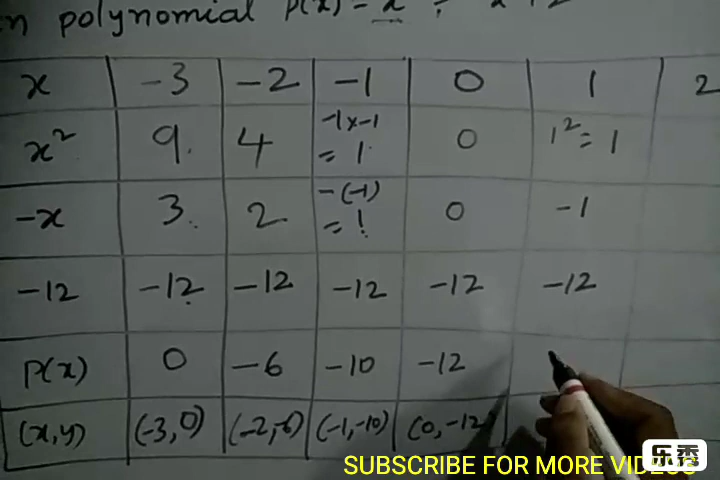 polynomial P(x) =
x -3 -2 -1 0 1 2
x² 9. 4 -1 x -1 = 1 0 1² = 1
-x 3. 2 -(-1) = 1 0 -1
-12 -12 -12 -12 -12 -12
P(x) 0 -6 -10 -12
(x,y) (-3,0) (-2,-6) (-1,-10) (0,-12)
SUBSCRIBE FOR MORE VIDEOS
乐秀